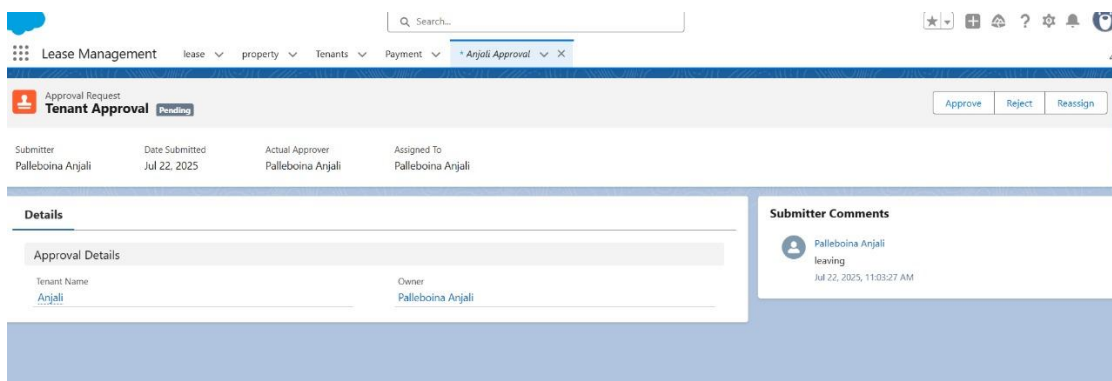 Search...
Lease Management lease property Tenants Payment * Anjali Approval
Approval Request
Tenant Approval Pending
Approve Reject Reassign
Submitter Date Submitted Actual Approver Assigned To
Palleboina Anjali Jul 22, 2025 Palleboina Anjali Palleboina Anjali
Details
Approval Details
Tenant Name Owner
Anjali Palleboina Anjali
Submitter Comments
Palleboina Anjali
leaving
Jul 22, 2025, 11:03:27 AM